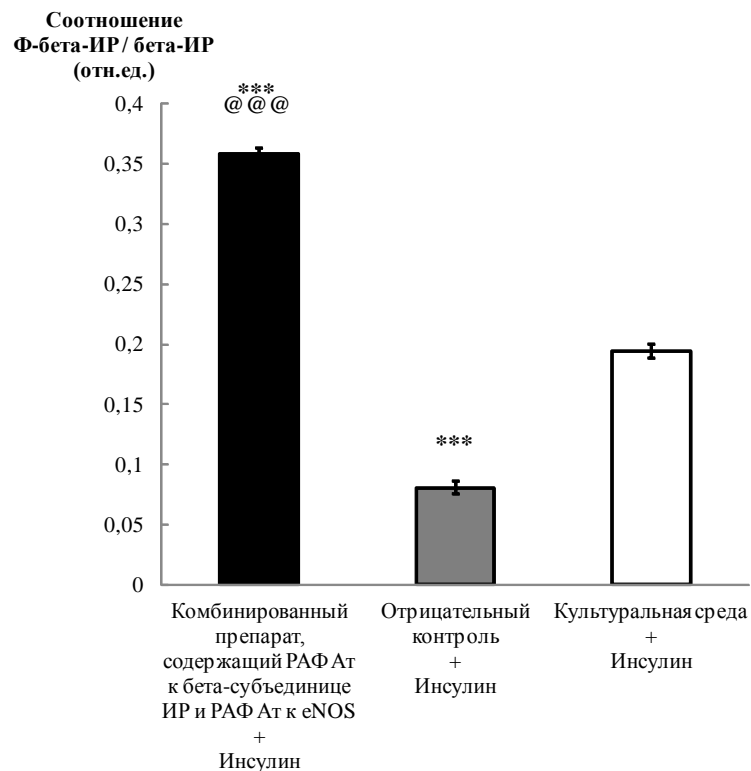 Соотношение
Ф-бета-ИР / бета-ИР
(отн.ед.)
***
@@@
0,4
0,35
0,3
0,25
0,2
0,15
***
0,1
0,05
0
Комбинированный
препарат,
содержащий РАФ Ат
к бета-субъединице
ИР и РАФ Ат к eNOS
+
Инсулин
Отрицательный
контроль
+
Инсулин
Культуральная среда
+
Инсулин